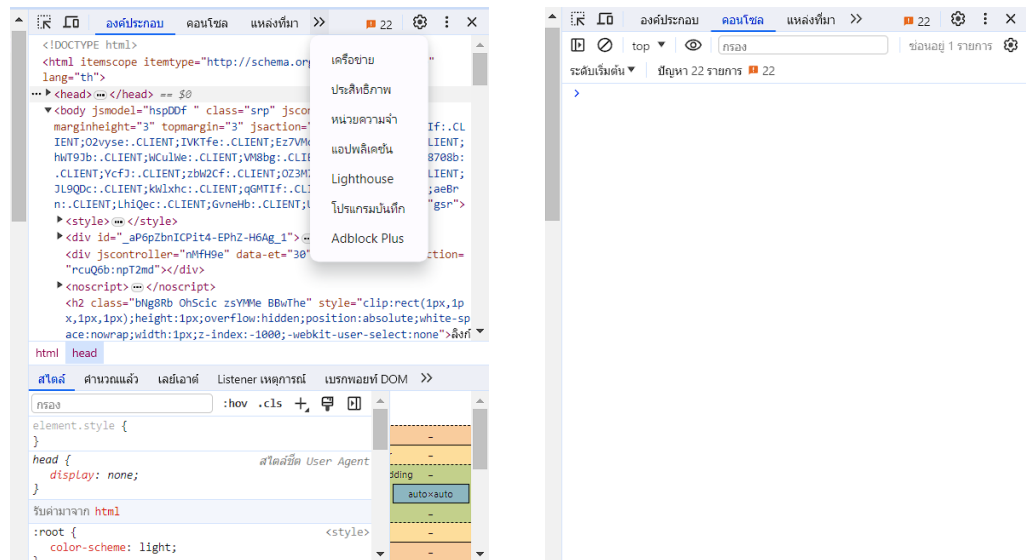 องค์ประกอบ คอนโซล แหล่งที่มา 22
<!DOCTYPE html>
<html itemscope itemtype="http://schema.org "
lang="th">
<head> </head> == $0
<body jsmodel="hspDDf " class="srp"
marginheight="3" topmargin="3" jsaction=" If:.CL
IENT;O2vyse:.CLIENT;IVKTfe:.CLIENT; LIENT;
hWT9Jb:.CLIENT;WCulWe:.CLIENT;VM8bg:. 8708b:
.CLIENT;YcfJ:.CLIENT;zbW2Cf:.CLIENT; LIENT;
JL9QDc:.CLIENT;kWlxhc:.CLIENT;qGMTIf:. ;aeBr
n:.CLIENT;LhiQec:.CLIENT;GvneHb:.CLIENT; "gsr">
<style> </style>
<div id="_aP6pZbnICPit4-EPhZ-H6Ag_1">
<div jscontroller="nMfH9e" data-et="30" ction=
"rcuQ6b:npT2md"></div>
<noscript> </noscript>
<h2 class="bNg8Rb OhScic zsYMMe BBwThe" style="clip:rect(1px,1p
x,1px,1px);height:1px;overflow:hidden;position:absolute;white-sp
ace:nowrap;width:1px;z-index:-1000;-webkit-user-select:none">ลิงก์
เครือข่าย
ประสิทธิภาพ
หน่วยความจำ
แอปพลิเคชัน
Lighthouse
โปรแกรมบันทึก
Adblock Plus
html head
สไตล์ คำนวณแล้ว เลย์เอาต์ Listener เหตุการณ์ เบรกพอยท์ DOM
กรอง :hov .cls
element.style {
}
head { สไตล์ชีต User Agent
display: none;
}
รับค่ามาจาก html
:root { <style>
color-scheme: light;
dding
auto×auto
องค์ประกอบ คอนโซล แหล่งที่มา 22
top กรอง ซ่อนอยู่ 1 รายการ
ระดับเริ่มต้น ปัญหา 22 รายการ 22